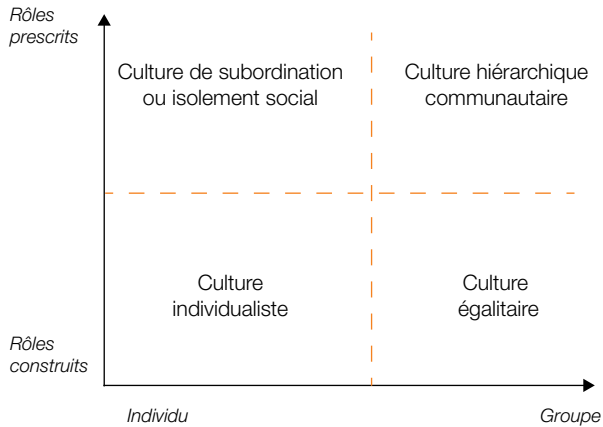 Rôles
prescrits
Culture de subordination
ou isolement social
Culture hiérarchique
communautaire
Culture
individualiste
Culture
égalitaire
Rôles
construits
Individu
Groupe